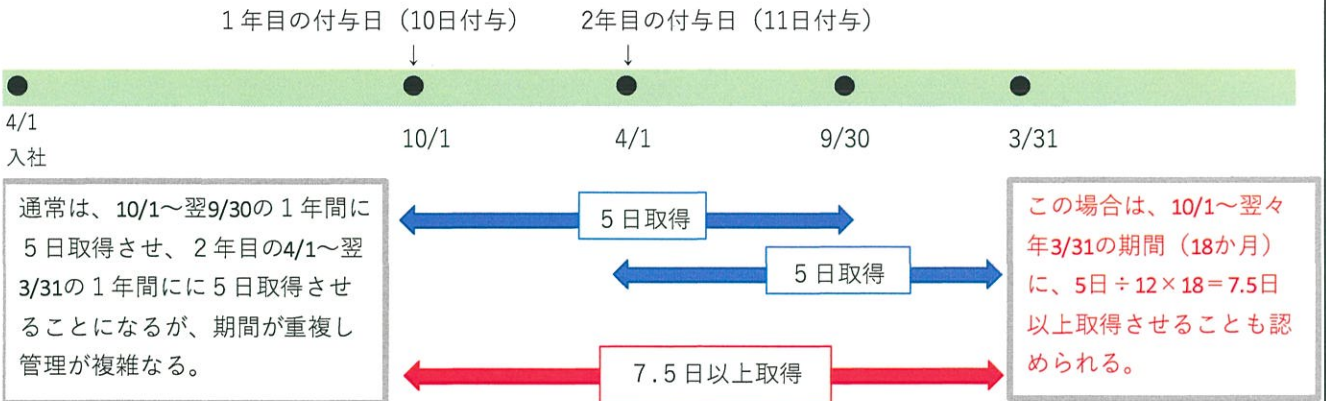 １年目の付与日（10日付与）
2年目の付与日（11日付与）
↓
↓
4/1
入社
10/1
4/1
9/30
3/31
通常は、10/1～翌9/30の１年間に
５日取得させ、２年目の4/1～翌
3/31の１年間にに５日取得させ
ることになるが、期間が重複し
管理が複雑なる。
５日取得
５日取得
７.５日以上取得
この場合は、10/1～翌々
年3/31の期間（18か月）
に、5日÷12×18＝7.5日
以上取得させることも認
められる。